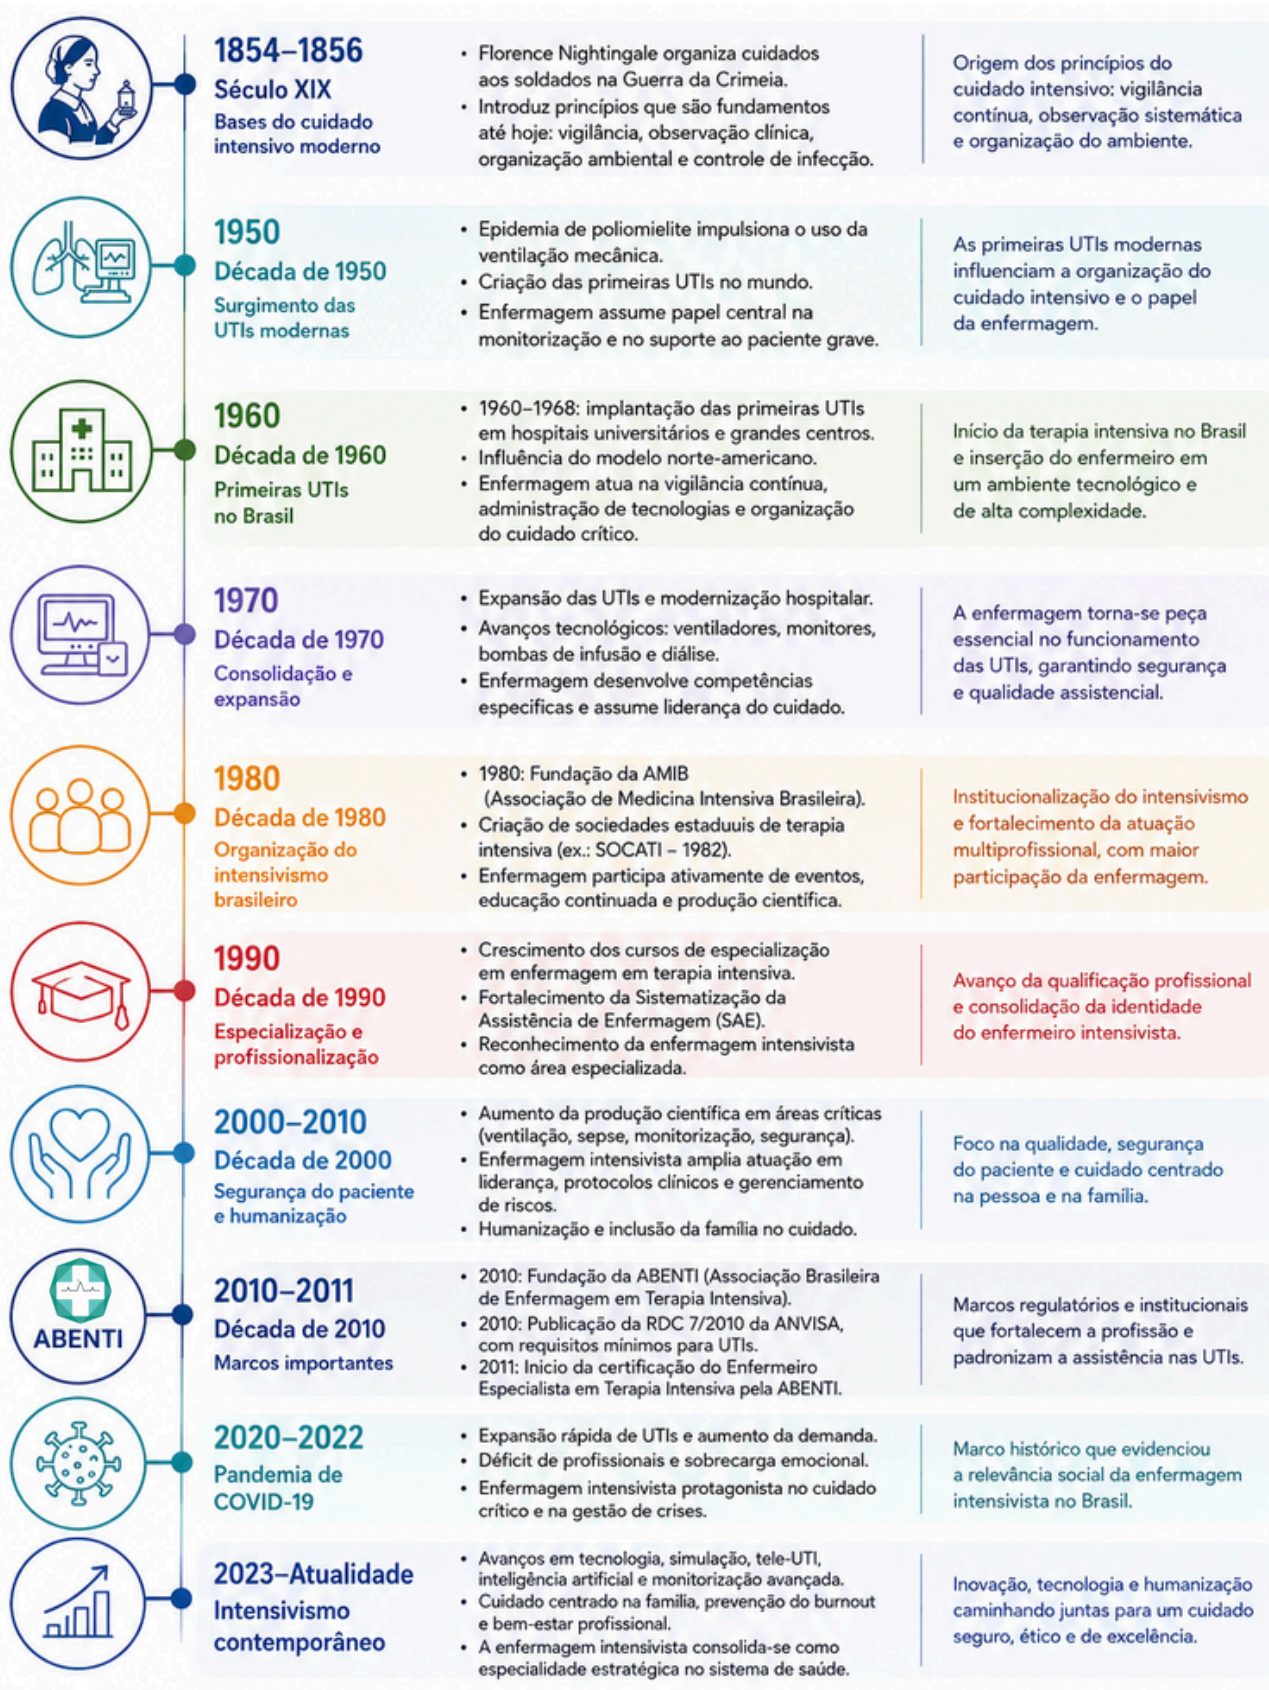 1854–1856
Século XIX
Bases do cuidado
intensivo moderno
• Florence Nightingale organiza cuidados
aos soldados na Guerra da Crimeia.
• Introduz princípios que são fundamentos
até hoje: vigilância, observação clínica,
organização ambiental e controle de infecção.
Origem dos princípios do
cuidado intensivo: vigilância
contínua, observação sistemática
e organização do ambiente.
1950
Década de 1950
Surgimento das
UTIs modernas
• Epidemia de poliomielite impulsiona o uso da
ventilação mecânica.
• Criação das primeiras UTIs no mundo.
• Enfermagem assume papel central na
monitorização e no suporte ao paciente grave.
As primeiras UTIs modernas
influenciam a organização do
cuidado intensivo e o papel
da enfermagem.
1960
Década de 1960
Primeiras UTIs
no Brasil
• 1960–1968: implantação das primeiras UTIs
em hospitais universitários e grandes centros.
• Influência do modelo norte-americano.
• Enfermagem atua na vigilância contínua,
administração de tecnologias e organização
do cuidado crítico.
Início da terapia intensiva no Brasil
e inserção do enfermeiro em
um ambiente tecnológico e
de alta complexidade.
1970
Década de 1970
Consolidação e
expansão
• Expansão das UTIs e modernização hospitalar.
• Avanços tecnológicos: ventiladores, monitores,
bombas de infusão e diálise.
• Enfermagem desenvolve competências
especificas e assume liderança do cuidado.
A enfermagem torna-se peça
essencial no funcionamento
das UTIs, garantindo segurança
e qualidade assistencial.
1980
Década de 1980
Organização do
intensivismo
brasileiro
• 1980: Fundação da AMIB
(Associação de Medicina Intensiva Brasileira).
• Criação de sociedades estaduuis de terapia
intensiva (ex.: SOCATI – 1982).
• Enfermagem participa ativamente de eventos,
educação continuada e produção científica.
Institucionalização do intensivismo
e fortalecimento da atuação
multiprofissional, com maior
participação da enfermagem.
1990
Década de 1990
Especialização e
profissionalização
• Crescimento dos cursos de especialização
em enfermagem em terapia intensiva.
• Fortalecimento da Sistematização da
Assistência de Enfermagem (SAE).
• Reconhecimento da enfermagem intensivista
como área especializada.
Avanço da qualificação profissional
e consolidação da identidade
do enfermeiro intensivista.
2000–2010
Década de 2000
Segurança do paciente
e humanização
• Aumento da produção científica em áreas críticas
(ventilação, sepse, monitorização, segurança).
• Enfermagem intensivista amplia atuação em
liderança, protocolos clínicos e gerenciamento
de riscos.
• Humanização e inclusão da família no cuidado.
Foco na qualidade, segurança
do paciente e cuidado centrado
na pessoa e na família.
ABENTI
2010–2011
Década de 2010
Marcos importantes
• 2010: Fundação da ABENTI (Associação Brasileira
de Enfermagem em Terapia Intensiva).
• 2010: Publicação da RDC 7/2010 da ANVISA,
com requisitos mínimos para UTIs.
• 2011: Início da certificação do Enfermeiro
Especialista em Terapia Intensiva pela ABENTI.
Marcos regulatórios e institucionais
que fortalecem a profissão e
padronizam a assistência nas UTIs.
2020–2022
Pandemia de
COVID-19
• Expansão rápida de UTIs e aumento da demanda.
• Déficit de profissionais e sobrecarga emocional.
• Enfermagem intensivista protagonista no cuidado
crítico e na gestão de crises.
Marco histórico que evidenciou
a relevância social da enfermagem
intensivista no Brasil.
2023–Atualidade
Intensivismo
contemporâneo
• Avanços em tecnologia, simulação, tele-UTI,
inteligência artificial e monitorização avançada.
• Cuidado centrado na família, prevenção do burnout
e bem-estar profissional.
• A enfermagem intensivista consolida-se como
especialidade estratégica no sistema de saúde.
Inovação, tecnologia e humanização
caminhando juntas para um cuidado
seguro, ético e de excelência.